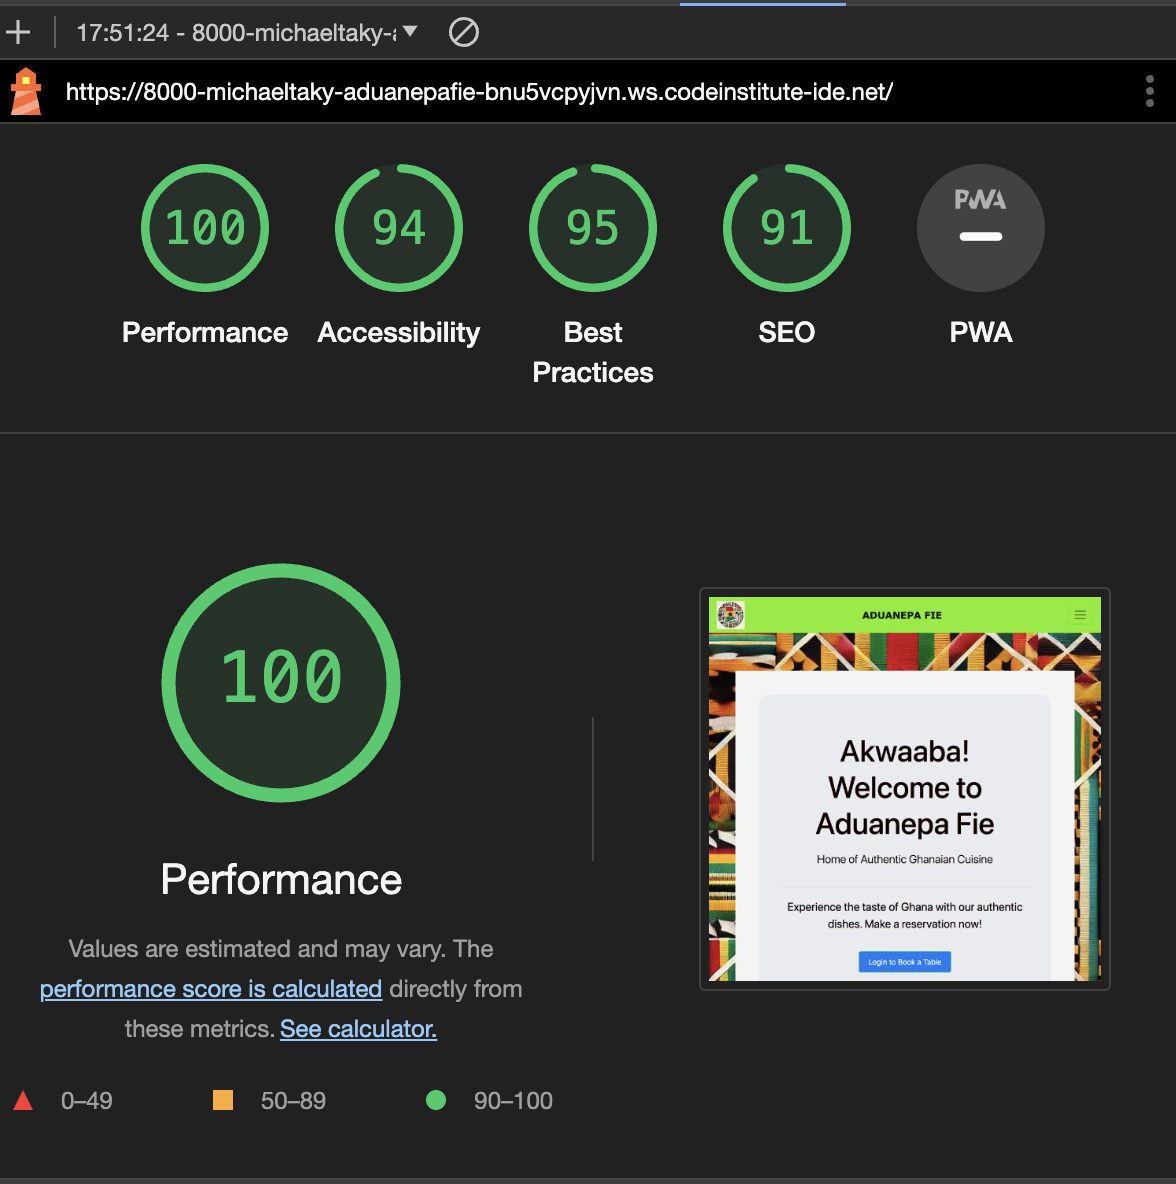 17:51:24 - 8000-michaeltaky-
https://8000-michaeltaky-aduanepafie-bnu5vcpyjvn.ws.codeinstitute-ide.net/
100
94
95
91
PWA
Performance
Accessibility
Best
Practices
SEO
PWA
100
Performance
Values are estimated and may vary. The
performance score is calculated directly from
these metrics. See calculator.
0–49
50–89
90–100
ADUANEPA FIE
Akwaaba!
Welcome to
Aduanepa Fie
Home of Authentic Ghanaian Cuisine
Experience the taste of Ghana with our authentic
dishes. Make a reservation now!
Login to Book a Table